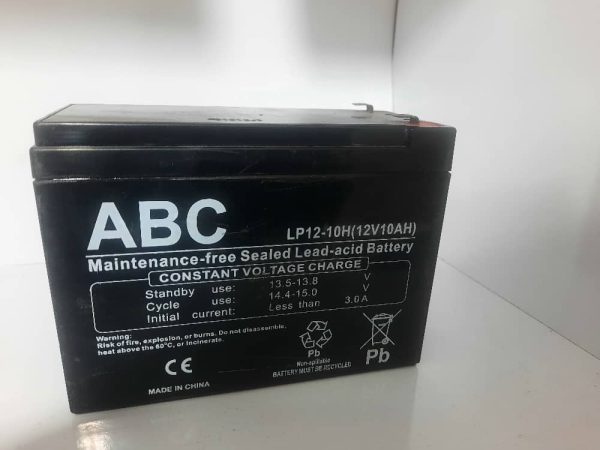 ABC
LP12-10H(12V10AH)
Maintenance-free Sealed Lead-acid Battery
CONSTANT VOLTAGE CHARGE
Standby use: 13.5-13.8 V
Cycle use: 14.4-15.0 V
Initial current: Less than 3.0A
Warning:
Risk of fire, explosion, or burns. Do not disassemble,
heat above the 60°C, or incinerate.
CE
MADE IN CHINA
Pb
Non-spillable
BATTERY MUST BE RECYCLED
Pb